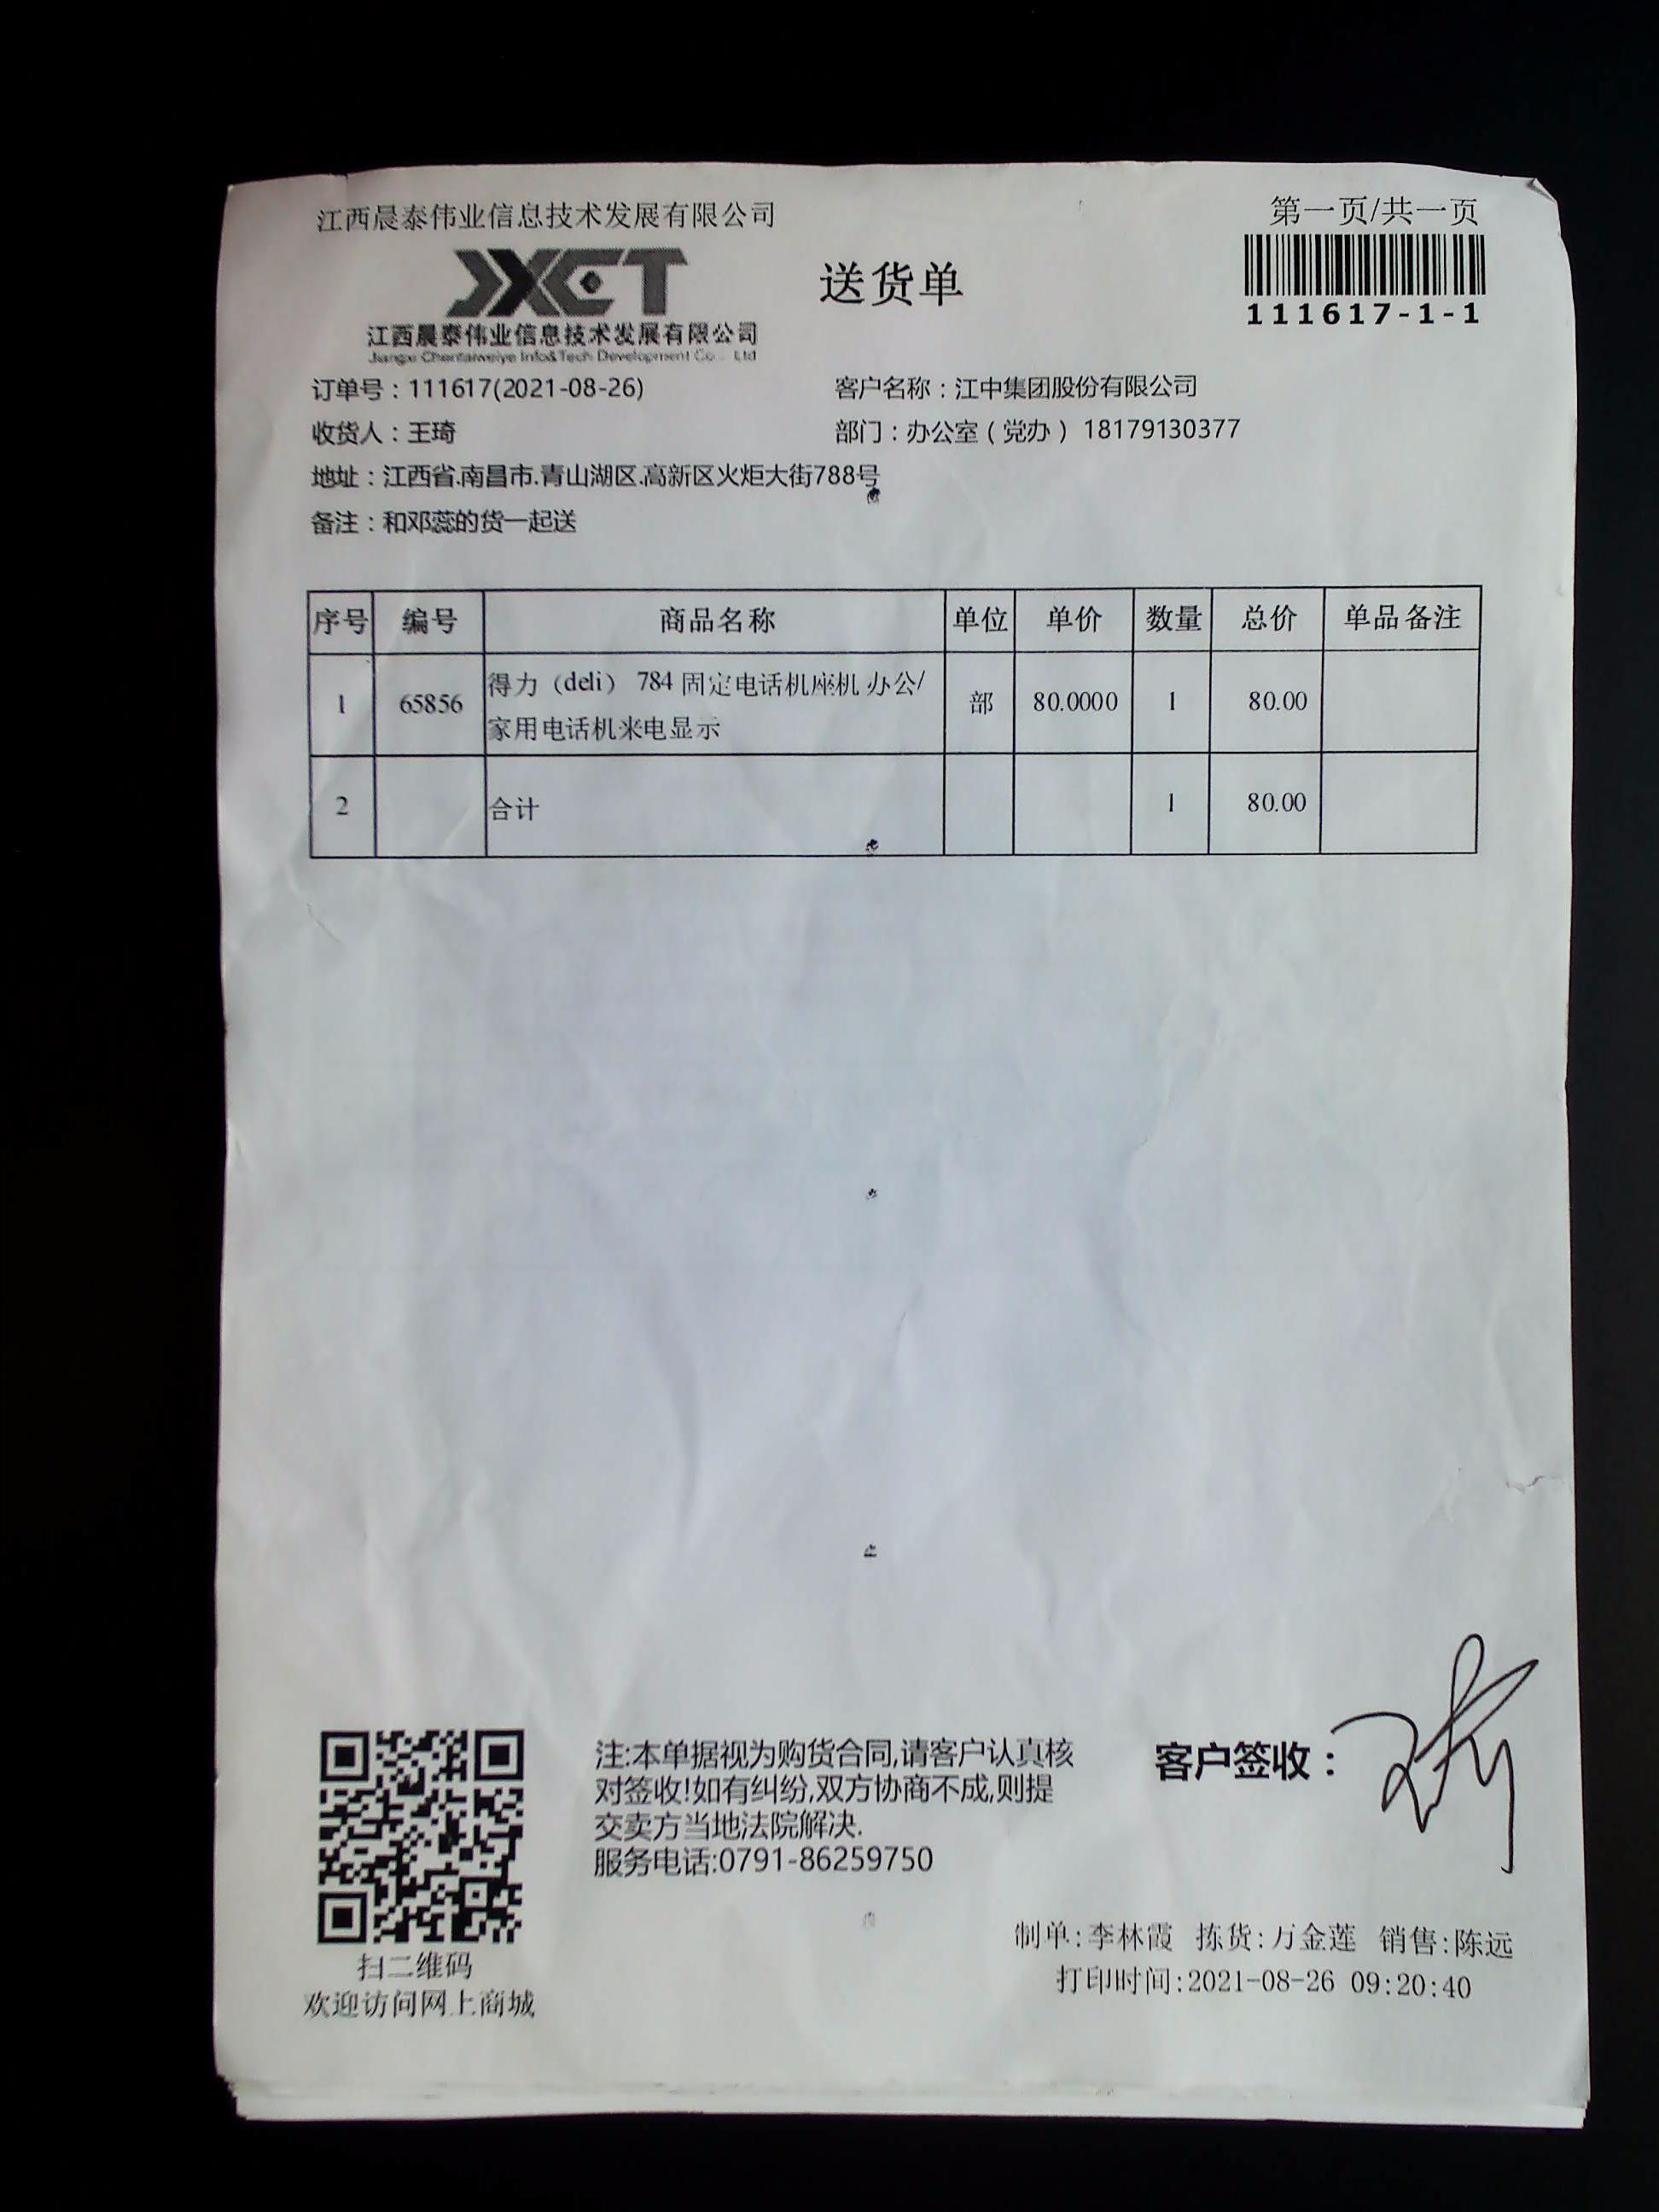 江西晨泰伟业信息技术发展有限公司
第一页/共一页
JXCT
送货单
111617-1-1
江西晨泰伟业信息技术发展有限公司
Jiangxi Chentaiweiye Info&Tech Development Co., Ltd
订单号：111617(2021-08-26) 客户名称：江中集团股份有限公司
收货人：王琦 部门：办公室（党办） 18179130377
地址：江西省.南昌市.青山湖区.高新区火炬大街788号
备注：和邓蕊的货一起送
序号 编号 商品名称 单位 单价 数量 总价 单品备注
1 65856 得力（deli） 784 固定电话机座机 办公/ 部 80.0000 1 80.00
家用电话机来电显示
2 合计 1 80.00
注:本单据视为购货合同,请客户认真核
对签收!如有纠纷,双方协商不成,则提
交卖方当地法院解决.
服务电话:0791-86259750
客户签收：
扫二维码
欢迎访问网上商城
制单:李林霞 拣货:万金莲 销售:陈远
打印时间:2021-08-26 09:20:40